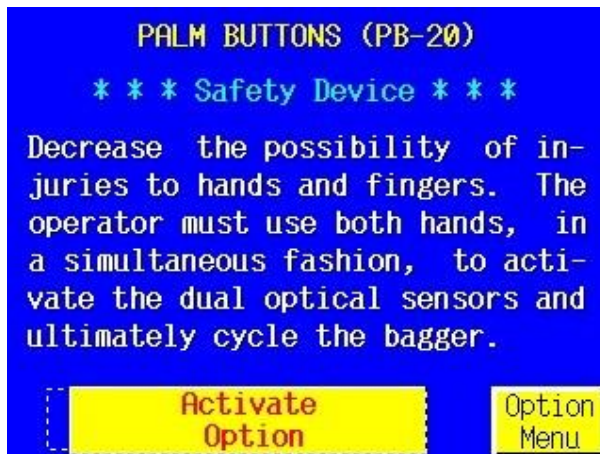 PALM BUTTONS (PB-20)
* * * Safety Device * * *
Decrease the possibility of in-
juries to hands and fingers. The
operator must use both hands, in
a simultaneous fashion, to acti-
vate the dual optical sensors and
ultimately cycle the bagger.
Activate
Option
Option
Menu